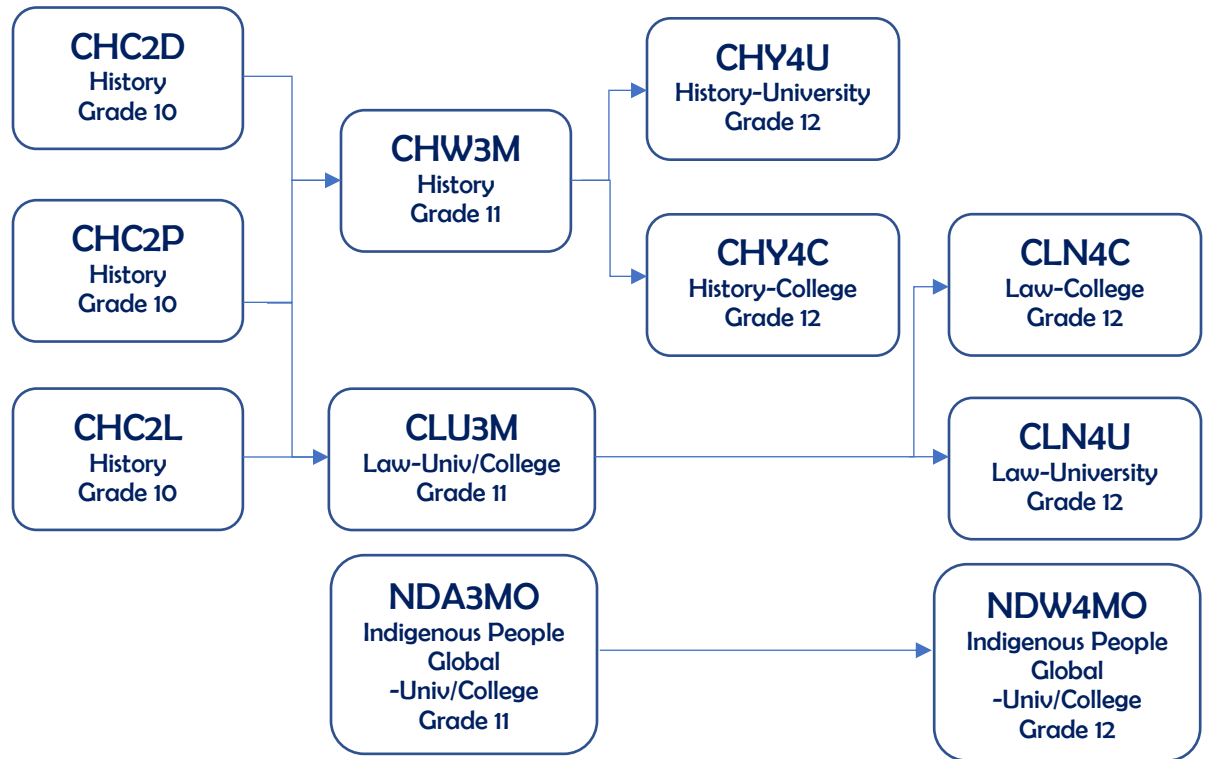 CHC2D
History
Grade 10
CHC2P
History
Grade 10
CHC2L
History
Grade 10
CHW3M
History
Grade 11
CLU3M
Law-Univ/College
Grade 11
NDA3MO
Indigenous People
Global
-Univ/College
Grade 11
CHY4U
History-University
Grade 12
CHY4C
History-College
Grade 12
CLN4C
Law-College
Grade 12
CLN4U
Law-University
Grade 12
NDW4MO
Indigenous People
Global
-Univ/College
Grade 12